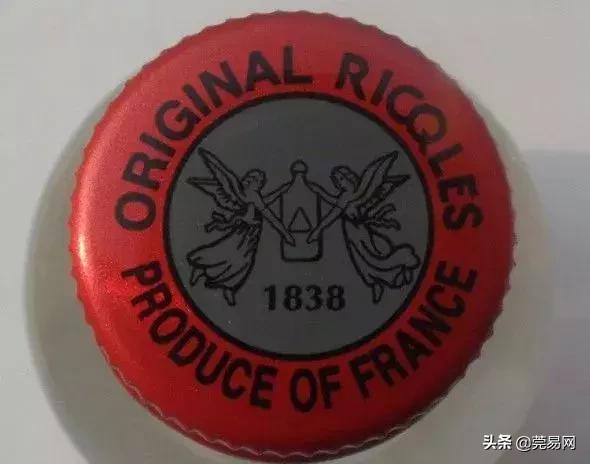 ORIGINAL RICQLES
1838
PRODUCE OF FRANCE
头条 @莞易网